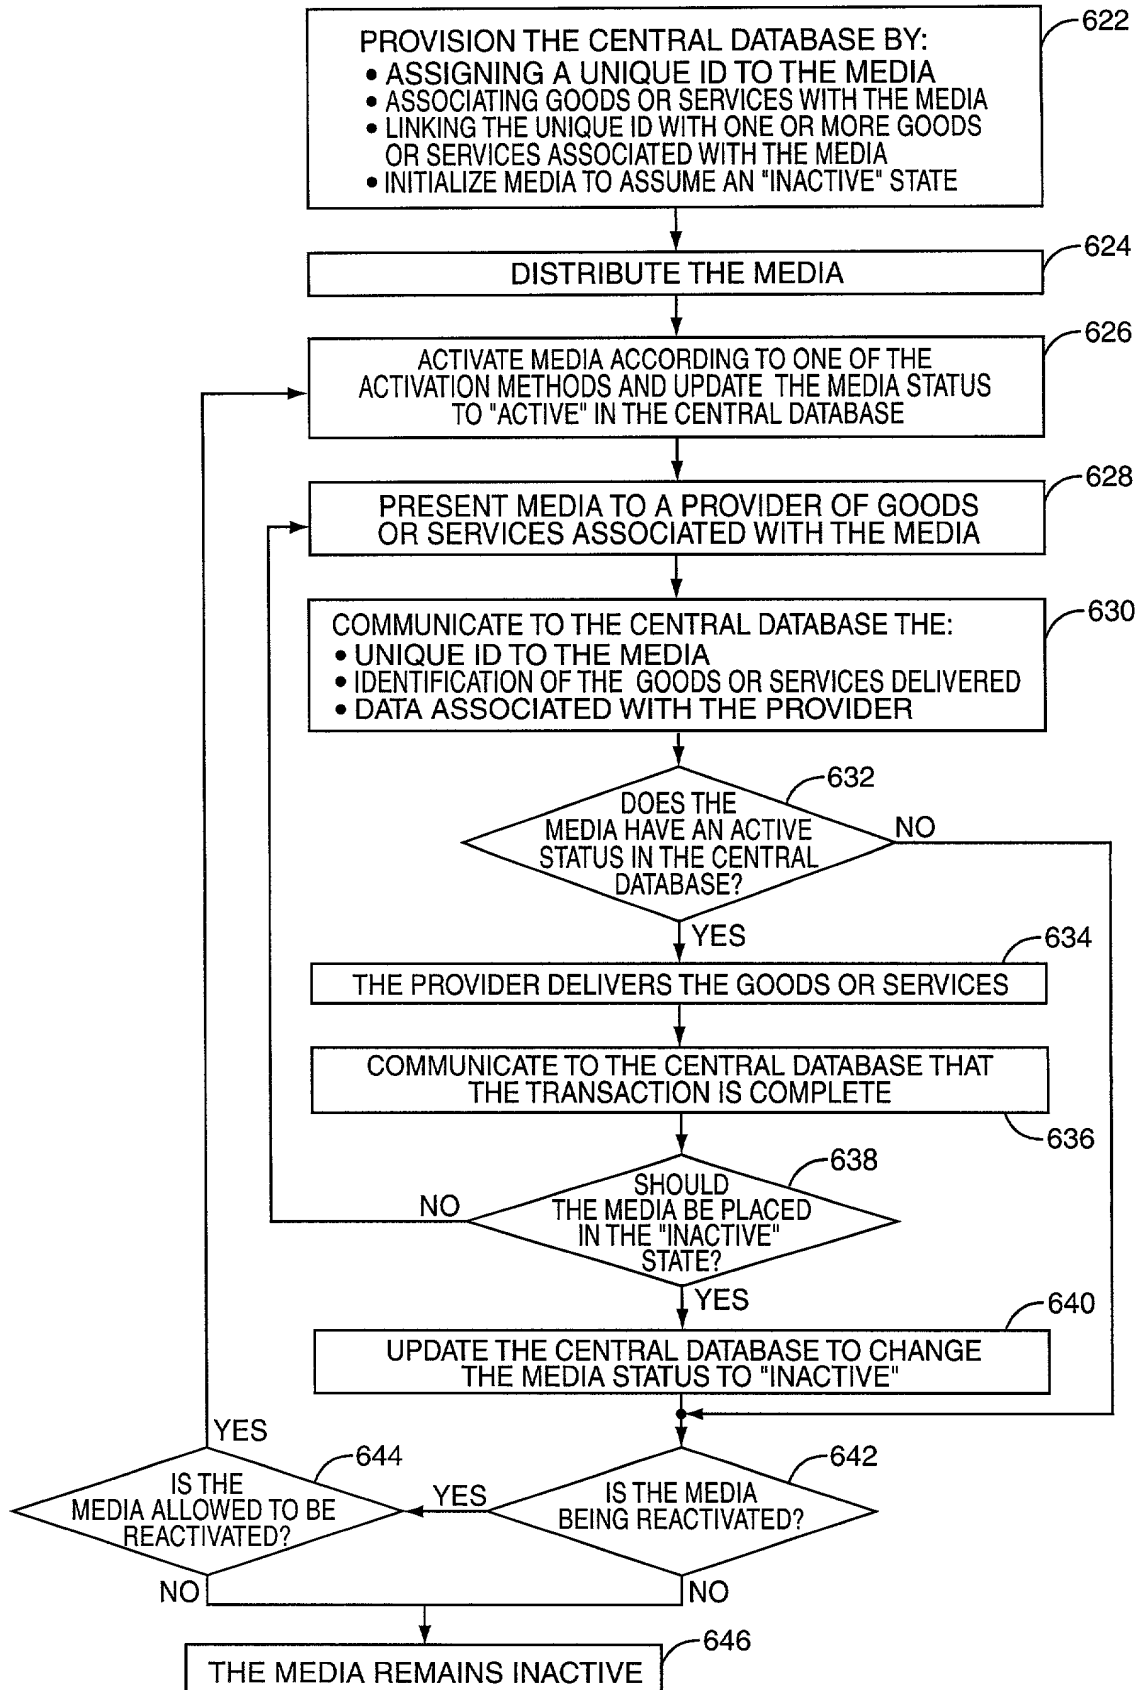 622
PROVISION THE CENTRAL DATABASE BY:
• ASSIGNING A UNIQUE ID TO THE MEDIA
• ASSOCIATING GOODS OR SERVICES WITH THE MEDIA
• LINKING THE UNIQUE ID WITH ONE OR MORE GOODS
OR SERVICES ASSOCIATED WITH THE MEDIA
• INITIALIZE MEDIA TO ASSUME AN "INACTIVE" STATE
624
DISTRIBUTE THE MEDIA
626
ACTIVATE MEDIA ACCORDING TO ONE OF THE
ACTIVATION METHODS AND UPDATE THE MEDIA STATUS
TO "ACTIVE" IN THE CENTRAL DATABASE
628
PRESENT MEDIA TO A PROVIDER OF GOODS
OR SERVICES ASSOCIATED WITH THE MEDIA
630
COMMUNICATE TO THE CENTRAL DATABASE THE:
• UNIQUE ID TO THE MEDIA
• IDENTIFICATION OF THE GOODS OR SERVICES DELIVERED
• DATA ASSOCIATED WITH THE PROVIDER
632
DOES THE
MEDIA HAVE AN ACTIVE
STATUS IN THE CENTRAL
DATABASE?
NO
YES
634
THE PROVIDER DELIVERS THE GOODS OR SERVICES
COMMUNICATE TO THE CENTRAL DATABASE THAT
THE TRANSACTION IS COMPLETE
636
638
SHOULD
THE MEDIA BE PLACED
IN THE "INACTIVE"
STATE?
NO
YES
640
UPDATE THE CENTRAL DATABASE TO CHANGE
THE MEDIA STATUS TO "INACTIVE"
YES
644
IS THE
MEDIA ALLOWED TO BE
REACTIVATED?
YES
642
IS THE MEDIA
BEING REACTIVATED?
NO
NO
646
THE MEDIA REMAINS INACTIVE